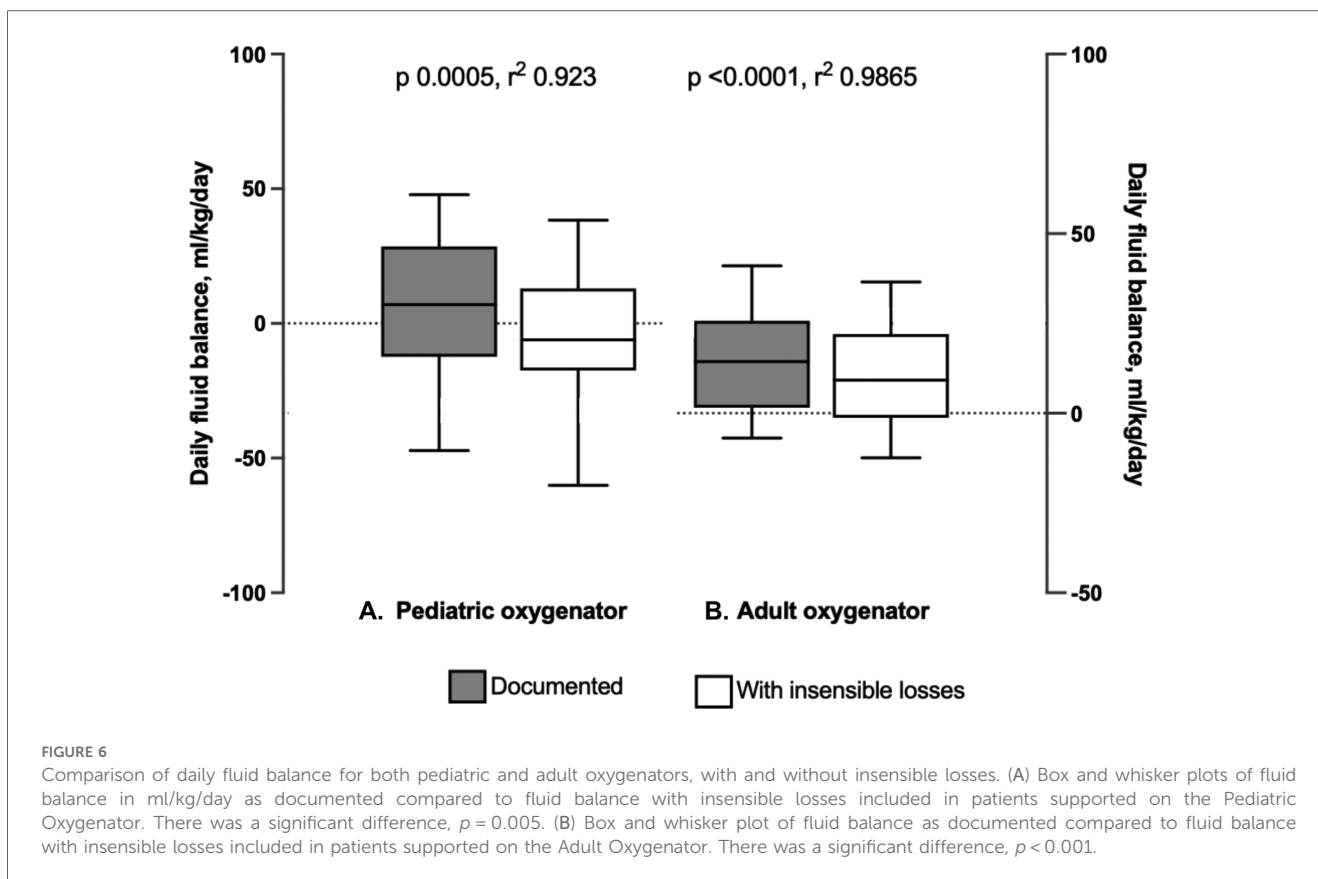 100
50
0
-50
-100
Daily fluid balance, ml/kg/day
p 0.0005, r² 0.923
p <0.0001, r² 0.9865
100
50
0
-50
Daily fluid balance, ml/kg/day
A. Pediatric oxygenator
B. Adult oxygenator
Documented
With insensible losses
FIGURE 6
Comparison of daily fluid balance for both pediatric and adult oxygenators, with and without insensible losses. (A) Box and whisker plots of fluid
balance in ml/kg/day as documented compared to fluid balance with insensible losses included in patients supported on the Pediatric
Oxygenator. There was a significant difference, p = 0.005. (B) Box and whisker plot of fluid balance as documented compared to fluid balance
with insensible losses included in patients supported on the Adult Oxygenator. There was a significant difference, p < 0.001.